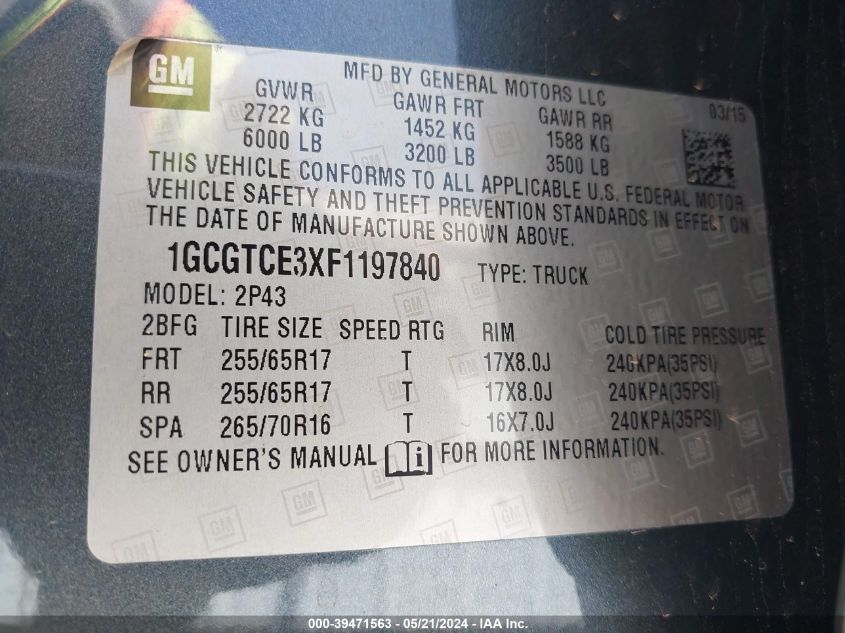 GM
MFD BY GENERAL MOTORS LLC
03/15
GVWR GAWR FRT GAWR RR
2722 KG 1452 KG 1588 KG
6000 LB 3200 LB 3500 LB
THIS VEHICLE CONFORMS TO ALL APPLICABLE U.S. FEDERAL MOTOR
VEHICLE SAFETY AND THEFT PREVENTION STANDARDS IN EFFECT ON
THE DATE OF MANUFACTURE SHOWN ABOVE.
1GCGTCE3XF1197840 TYPE: TRUCK
MODEL: 2P43
2BFG TIRE SIZE SPEED RTG RIM COLD TIRE PRESSURE
FRT 255/65R17 T 17X8.0J 240KPA(35PSI)
RR 255/65R17 T 17X8.0J 240KPA(35PSI)
SPA 265/70R16 T 16X7.0J 240KPA(35PSI)
SEE OWNER'S MANUAL i FOR MORE INFORMATION.
000-39471563 - 05/21/2024 - IAA Inc.